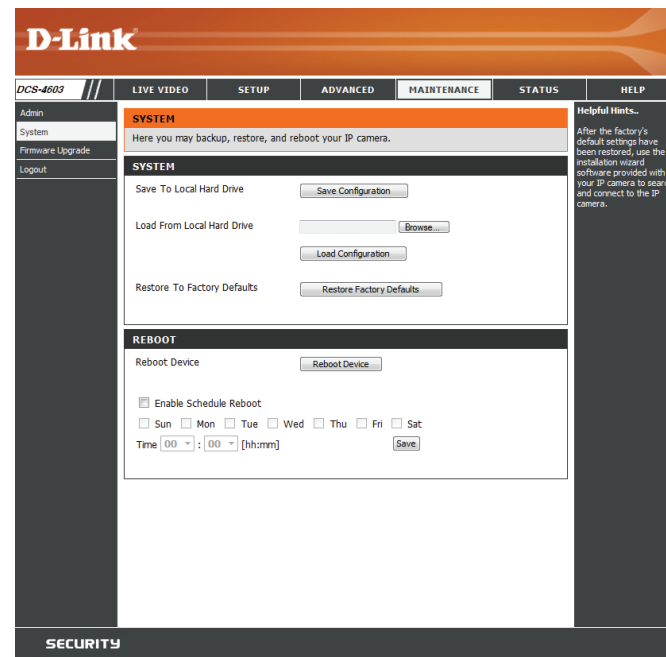 D-Link
DCS-4603
LIVE VIDEO SETUP ADVANCED MAINTENANCE STATUS HELP
Admin
System
Firmware Upgrade
Logout
SYSTEM
Here you may backup, restore, and reboot your IP camera.
SYSTEM
Save To Local Hard Drive Save Configuration
Load From Local Hard Drive Browse...
Load Configuration
Restore To Factory Defaults Restore Factory Defaults
REBOOT
Reboot Device Reboot Device
Enable Schedule Reboot
Sun Mon Tue Wed Thu Fri Sat
Time 00 : 00 [hh:mm] Save
Helpful Hints..
After the factory's
default settings have
been restored, use the
installation wizard
software provided with
your IP camera to sear
and connect to the IP
camera.
SECURITY